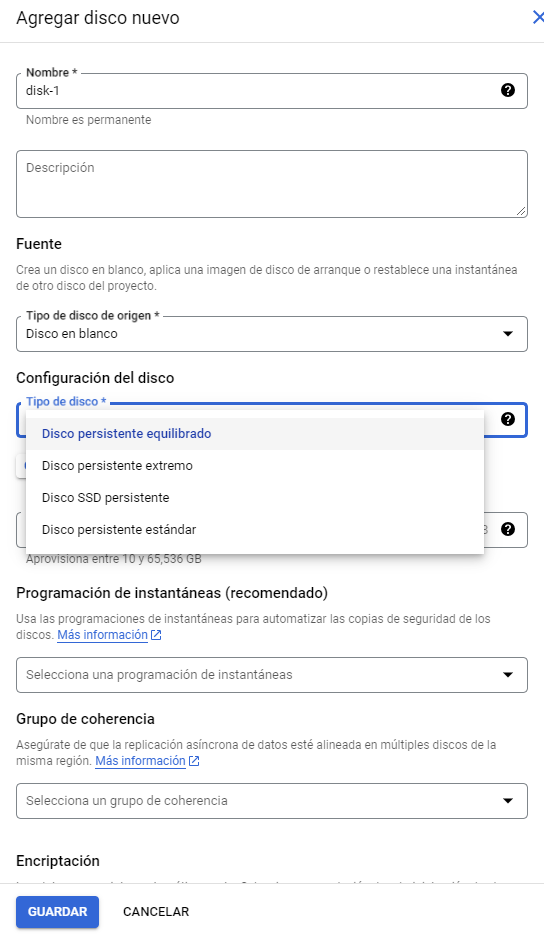 Agregar disco nuevo
Nombre *
disk-1
Nombre es permanente
Descripción
Fuente
Crea un disco en blanco, aplica una imagen de disco de arranque o restablece una instantánea
de otro disco del proyecto.
Tipo de disco de origen *
Disco en blanco
Configuración del disco
Tipo de disco *
Disco persistente equilibrado
Disco persistente extremo
Disco SSD persistente
Disco persistente estándar
Aprovisiona entre 10 y 65,536 GB
Programación de instantáneas (recomendado)
Usa las programaciones de instantáneas para automatizar las copias de seguridad de los
discos. Más información
Selecciona una programación de instantáneas
Grupo de coherencia
Asegúrate de que la replicación asíncrona de datos esté alineada en múltiples discos de la
misma región. Más información
Selecciona un grupo de coherencia
Encriptación
GUARDAR CANCELAR